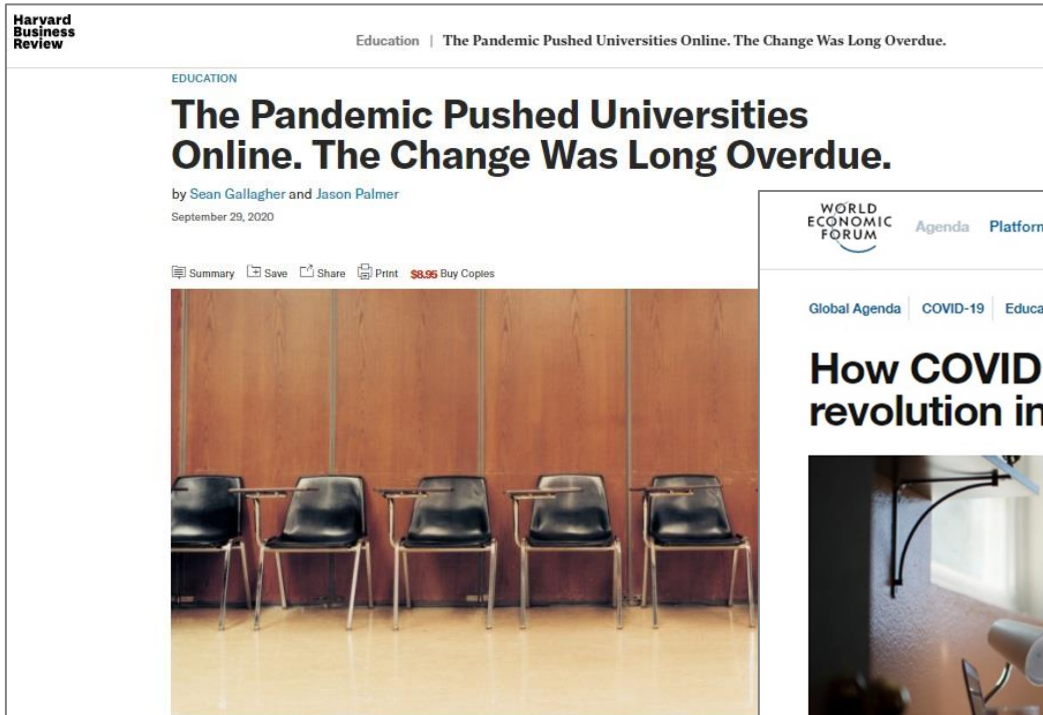 Harvard
Business
Review
Education | The Pandemic Pushed Universities Online. The Change Was Long Overdue.
EDUCATION
The Pandemic Pushed Universities
Online. The Change Was Long Overdue.
by Sean Gallagher and Jason Palmer
September 29, 2020
Summary Save Share Print $8.95 Buy Copies
WORLD
ECONOMIC
FORUM
Agenda Platform
Global Agenda COVID-19 Educa
How COVID
revolution in